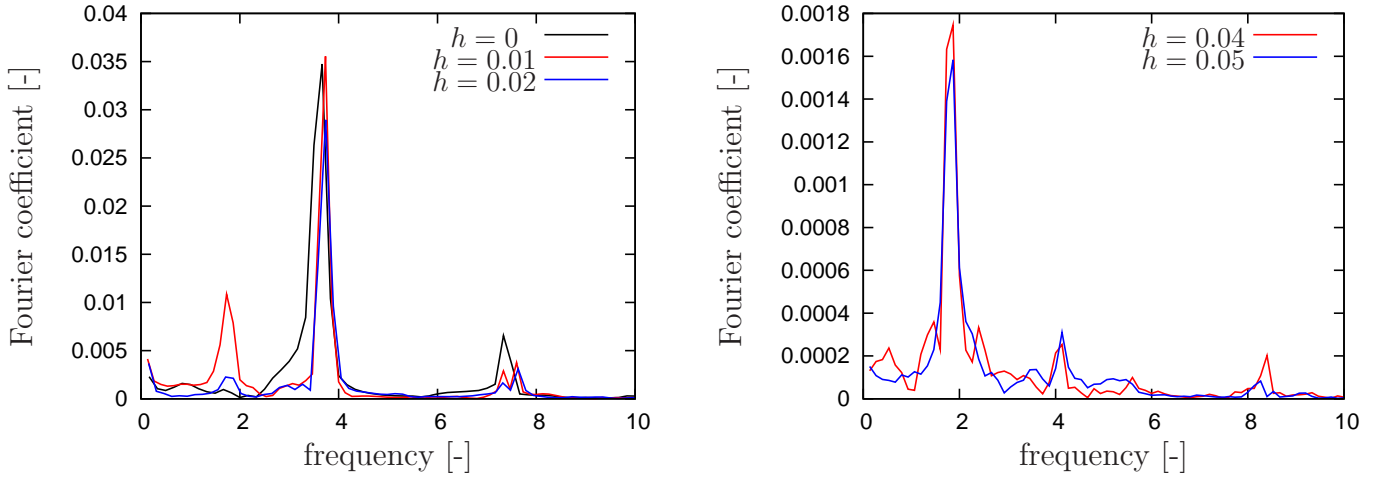 0.04
0.035
0.03
0.025
0.02
0.015
0.01
0.005
0
0 2 4 6 8 10
Fourier coefficient [-]
frequency [-]
h = 0
h = 0.01
h = 0.02
0.0018
0.0016
0.0014
0.0012
0.001
0.0008
0.0006
0.0004
0.0002
0
0 2 4 6 8 10
Fourier coefficient [-]
frequency [-]
h = 0.04
h = 0.05